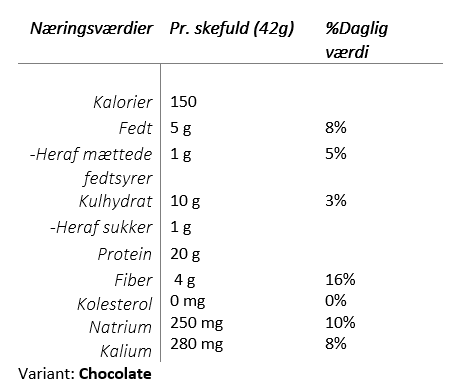 Næringsværdier Pr. skefuld (42g) %Daglig
værdi
Kalorier 150
Fedt 5 g 8%
-Heraf mættede 1 g 5%
fedtsyrer
Kulhydrat 10 g 3%
-Heraf sukker 1 g
Protein 20 g
Fiber 4 g 16%
Kolesterol 0 mg 0%
Natrium 250 mg 10%
Kalium 280 mg 8%
Variant: Chocolate